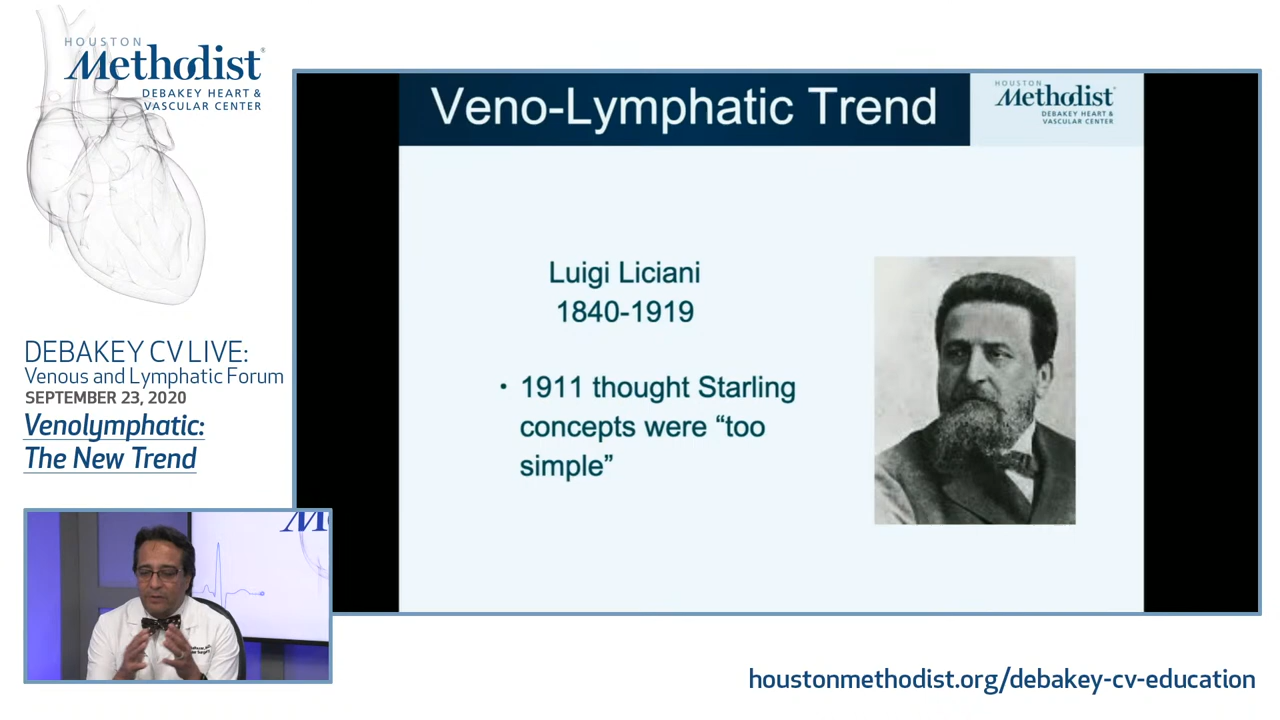 HOUSTON
Methodist
DEBAKEY HEART &
VASCULAR CENTER
DEBAKEY CV LIVE:
Venous and Lymphatic Forum
SEPTEMBER 23, 2020
Venolymphatic:
The New Trend
Veno-Lymphatic Trend
HOUSTON
Methodist
DEBAKEY HEART &
VASCULAR CENTER
Luigi Liciani
1840-1919
• 1911 thought Starling
concepts were “too
simple”
houstonmethodist.org/debakey-cv-education